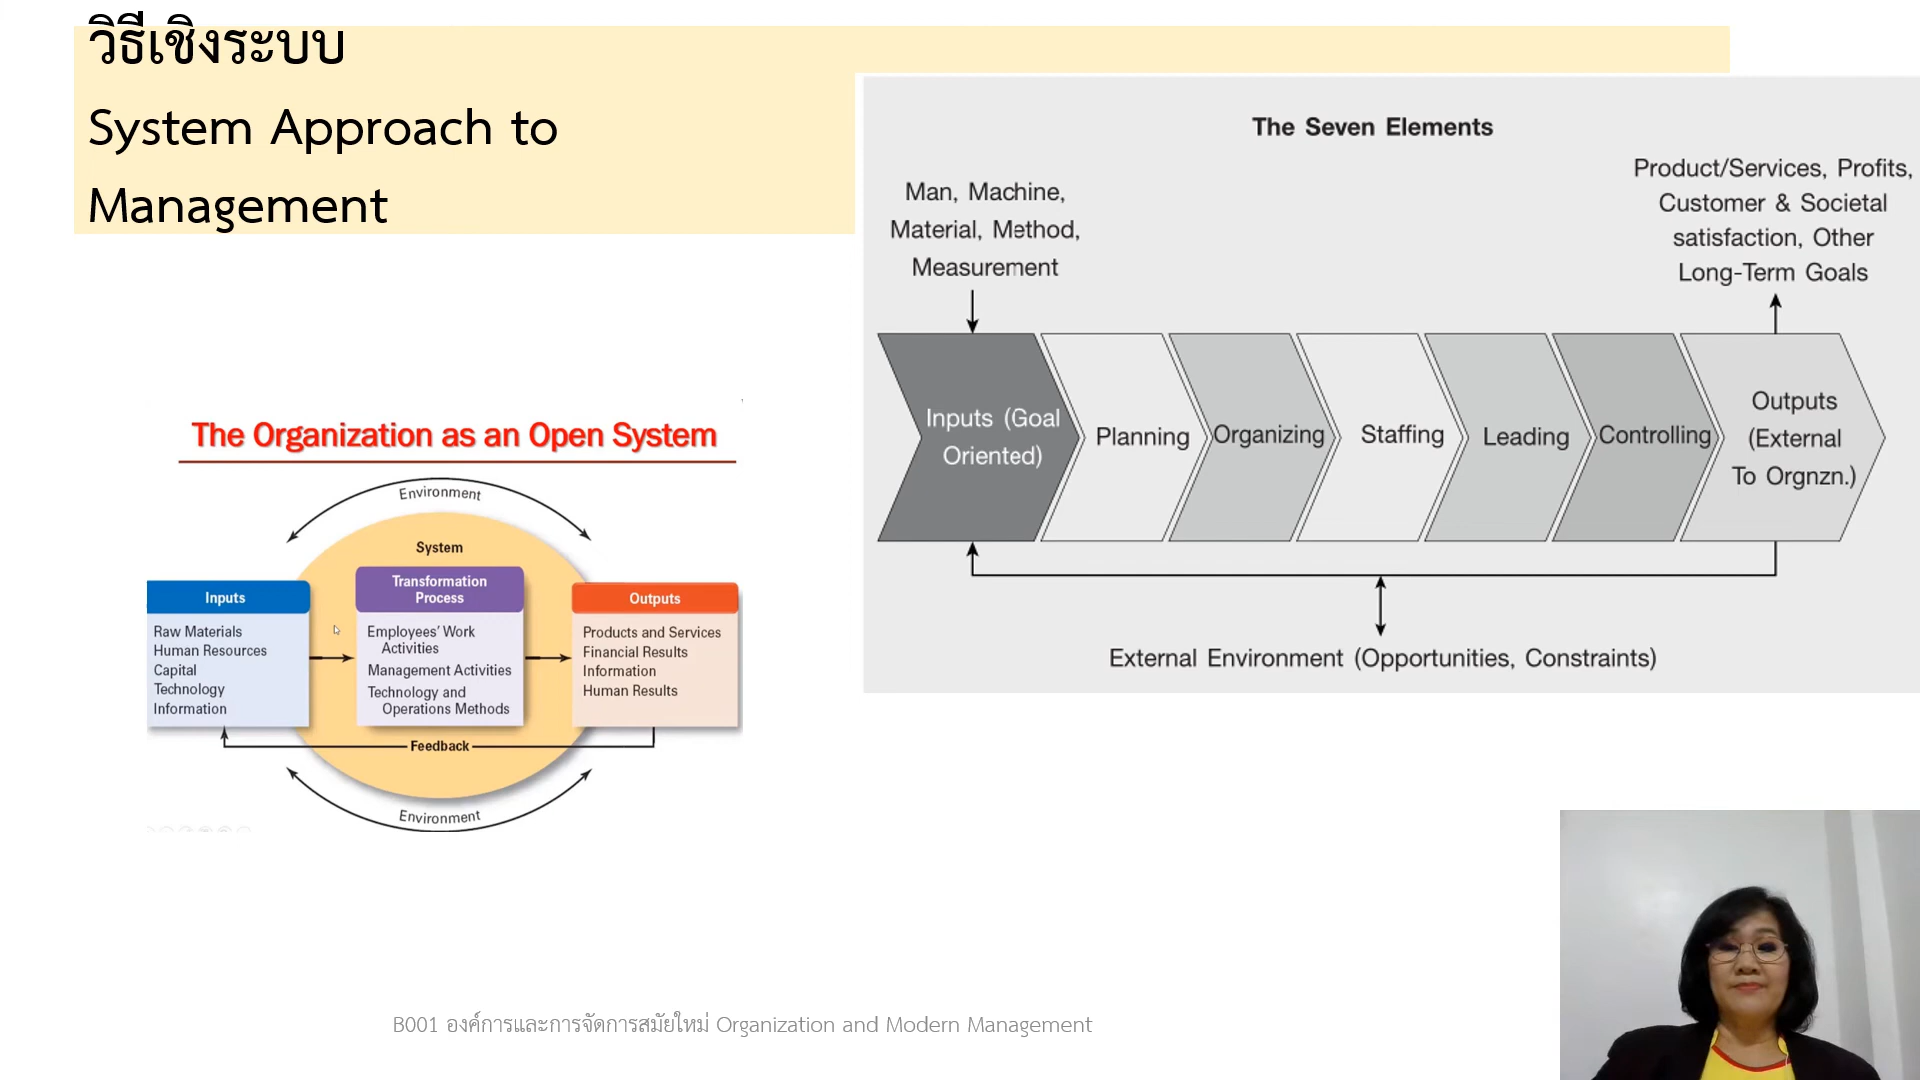 วิธีเชิงระบบ
System Approach to
Management
The Seven Elements
Man, Machine,
Material, Method,
Measurement
Product/Services, Profits,
Customer & Societal
satisfaction, Other
Long-Term Goals
Inputs (Goal
Oriented)
Planning
Organizing
Staffing
Leading
Controlling
Outputs
(External
To Orgnzn.)
External Environment (Opportunities, Constraints)
The Organization as an Open System
Environment
System
Inputs
Raw Materials
Human Resources
Capital
Technology
Information
Transformation
Process
Employees' Work
Activities
Management Activities
Technology and
Operations Methods
Outputs
Products and Services
Financial Results
Information
Human Results
Feedback
Environment
B001 องค์การและการจัดการสมัยใหม่ Organization and Modern Management